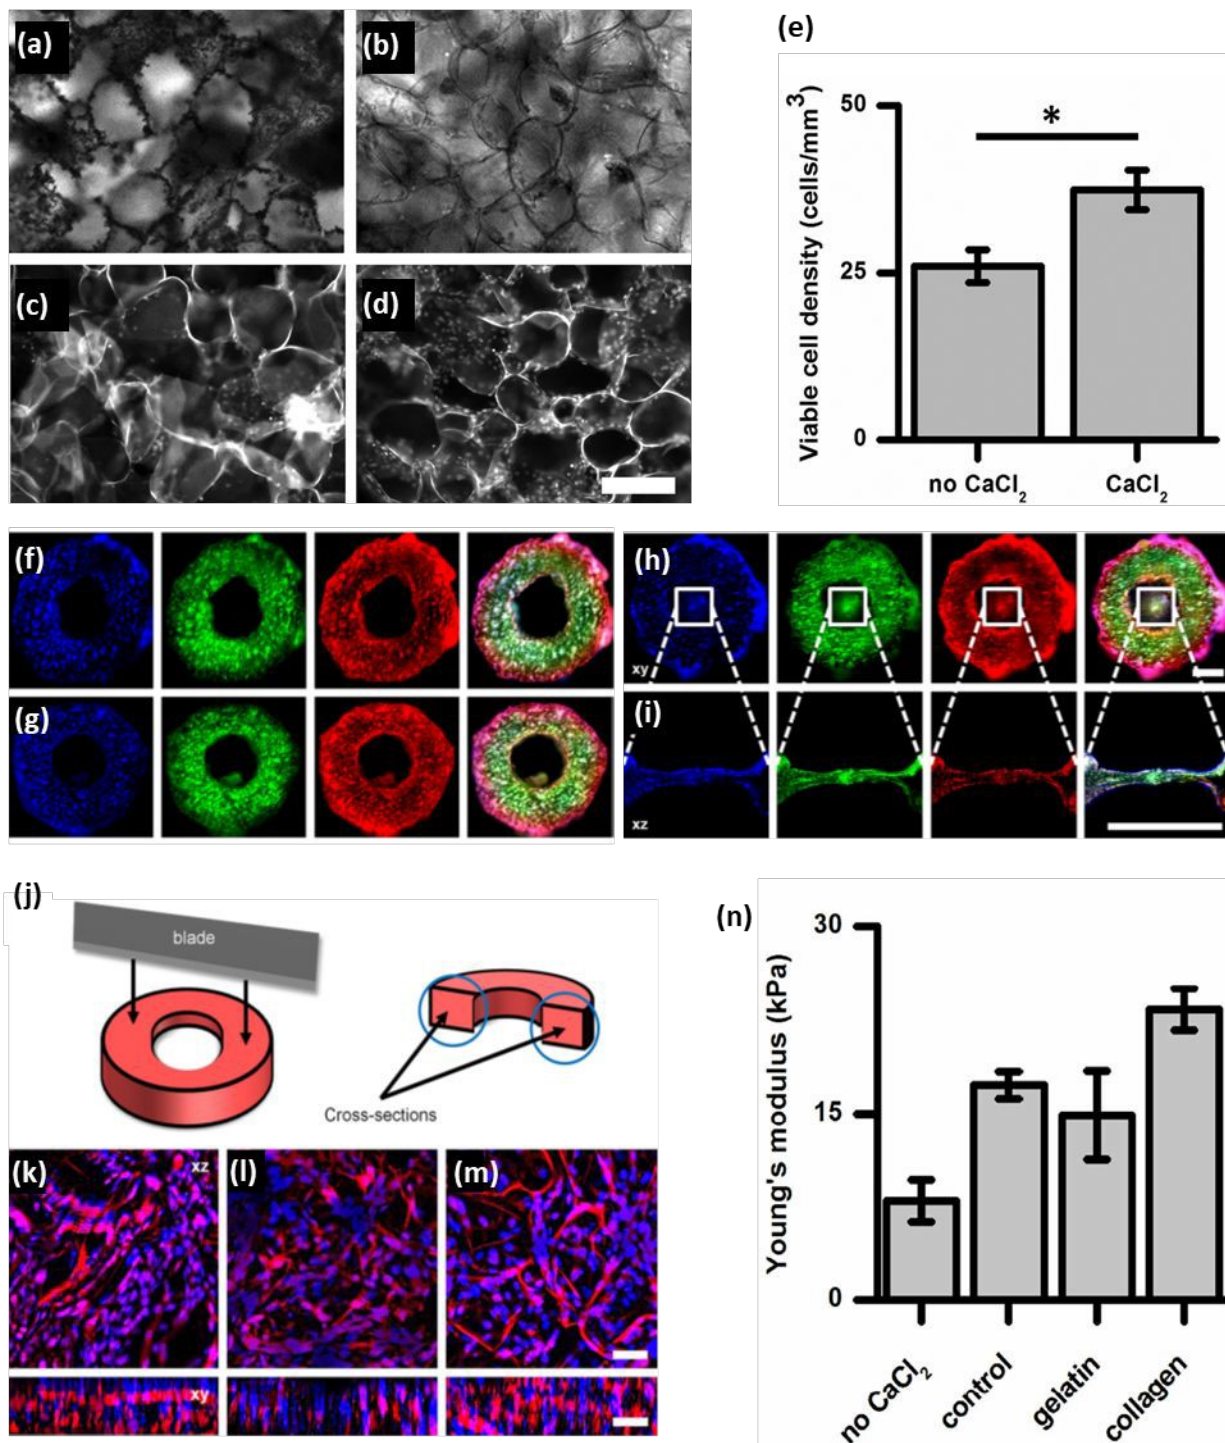 (a)
(b)
(c)
(d)
(e)
Viable cell density (cells/mm³)
50
25
0
*
no CaCl₂
CaCl₂
(f)
(g)
(h)
xy
(i)
xz
(j)
blade
Cross-sections
(k)
xz
(l)
(m)
xy
(n)
Young's modulus (kPa)
30
15
0
no CaCl₂
control
gelatin
collagen